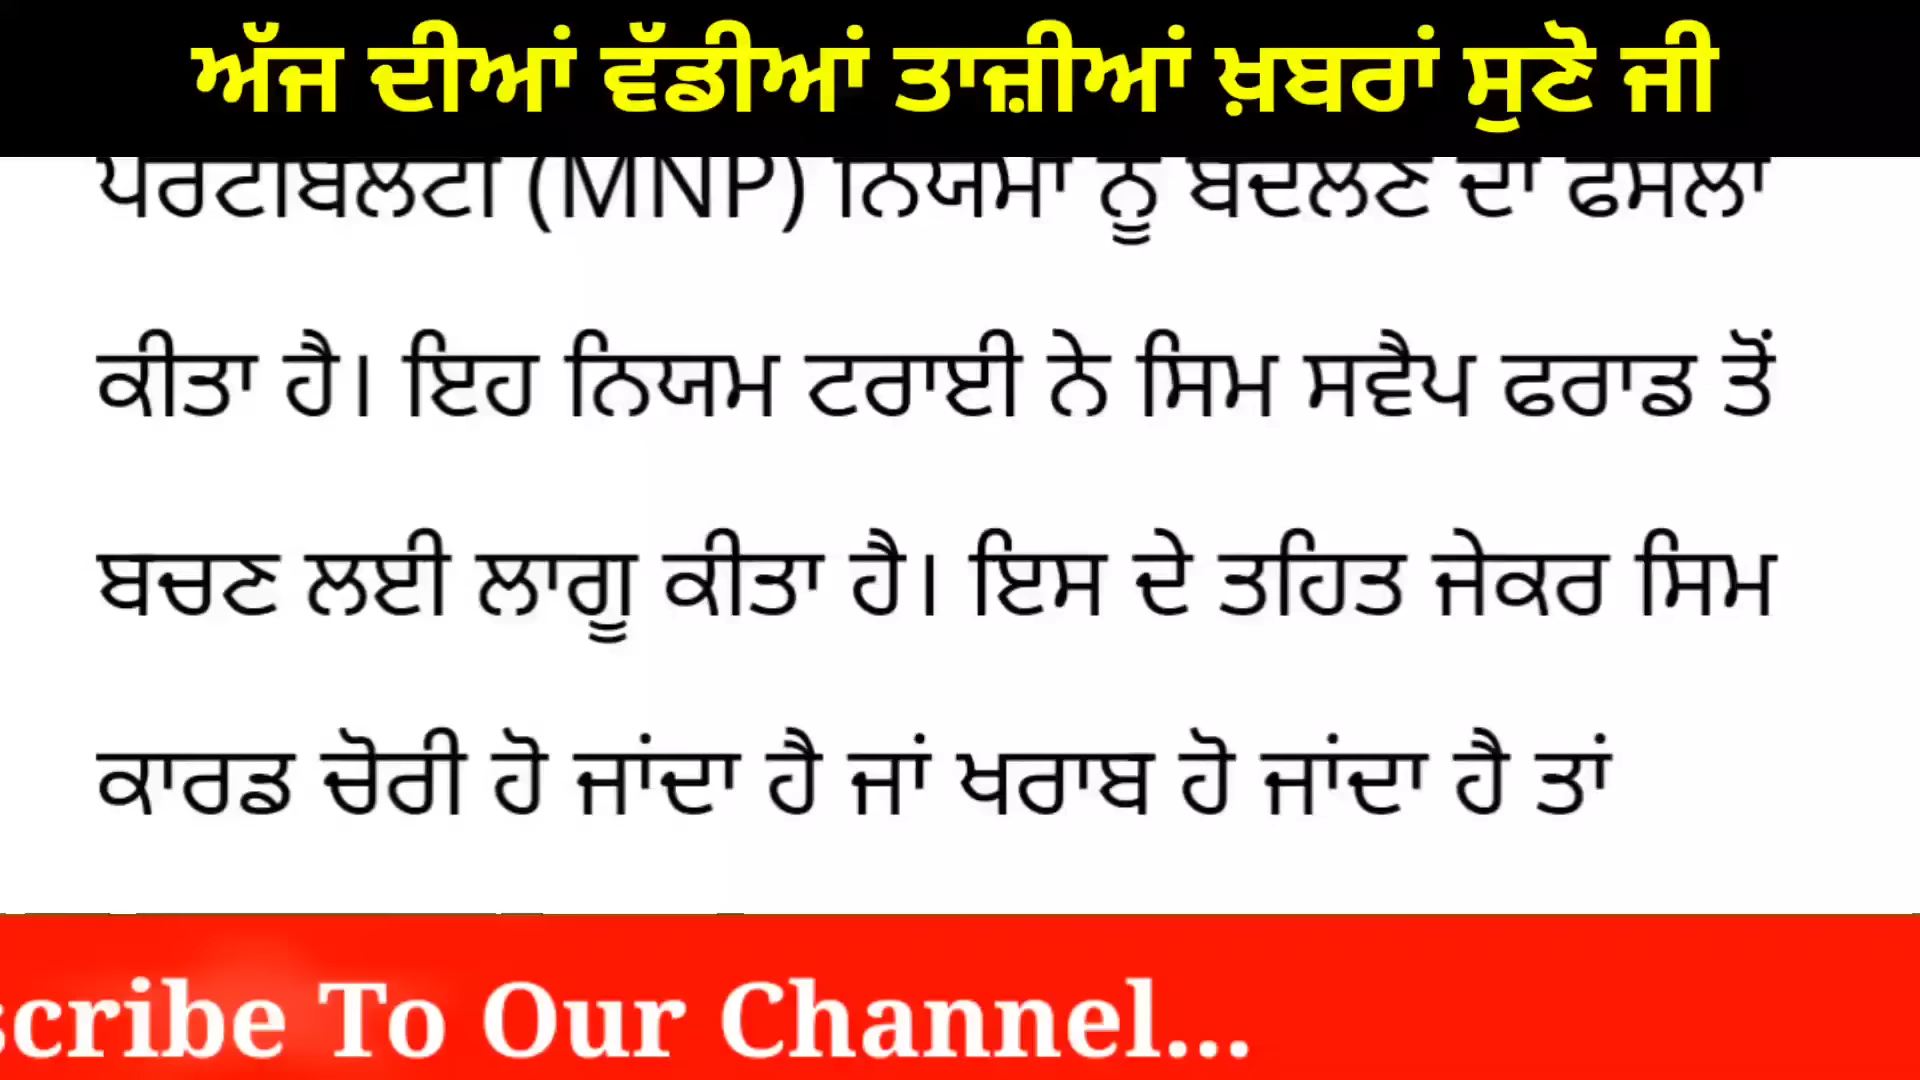 ਅੱਜ ਦੀਆਂ ਵੱਡੀਆਂ ਤਾਜ਼ੀਆਂ ਖ਼ਬਰਾਂ ਸੁਣੋ ਜੀ
ਪੋਰਟੀਬਿਲਟੀ (MNP) ਨਿਯਮਾਂ ਨੂੰ ਬਦਲਣ ਦਾ ਫੈਸਲਾ
ਕੀਤਾ ਹੈ। ਇਹ ਨਿਯਮ ਟਰਾਈ ਨੇ ਸਿਮ ਸਵੈਪ ਫਰਾਡ ਤੋਂ
ਬਚਣ ਲਈ ਲਾਗੂ ਕੀਤਾ ਹੈ। ਇਸ ਦੇ ਤਹਿਤ ਜੇਕਰ ਸਿਮ
ਕਾਰਡ ਚੋਰੀ ਹੋ ਜਾਂਦਾ ਹੈ ਜਾਂ ਖਰਾਬ ਹੋ ਜਾਂਦਾ ਹੈ ਤਾਂ
scribe To Our Channel...